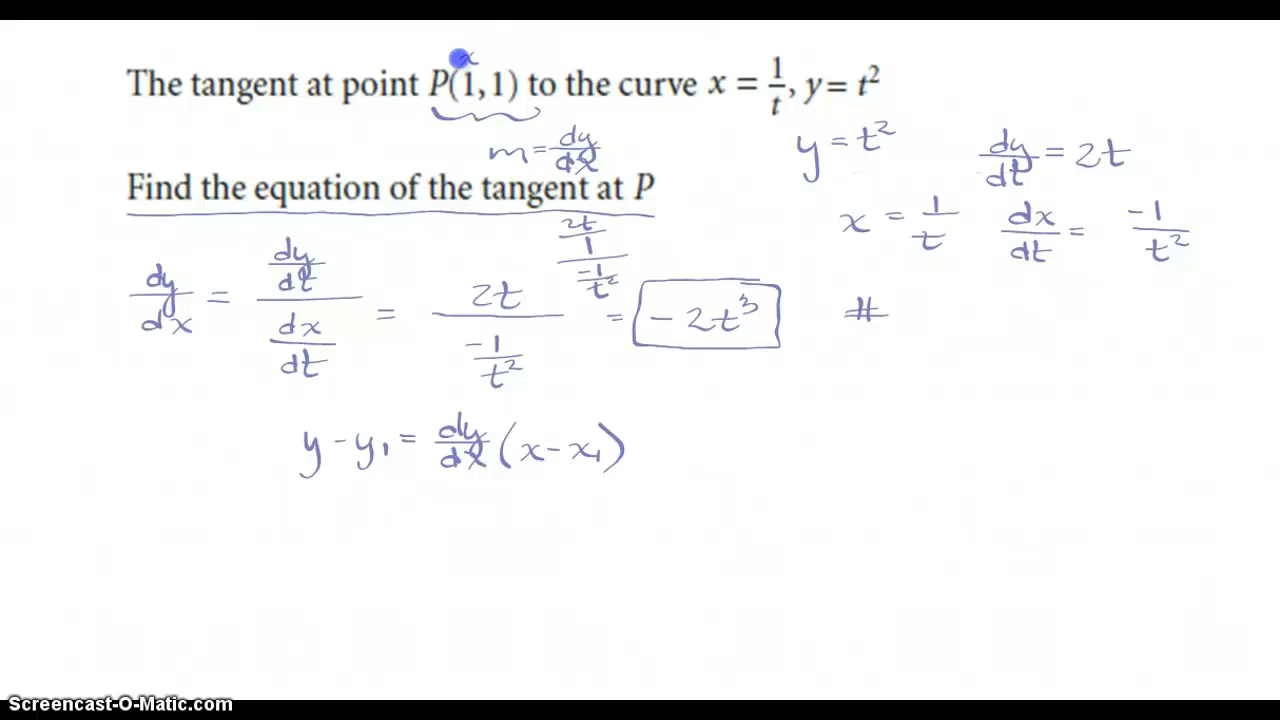 x
The tangent at point P(1,1) to the curve x = 1/t, y = t²
m = dy/dx
y = t²
dy/dt = 2t
Find the equation of the tangent at P
x = 1/t
dx/dt = -1/t²
2t/1 / -1/t²
dy/dx = dy/dt / dx/dt = 2t / -1/t² = -2t³ #
y - y₁ = dy/dx (x - x₁)
Screencast-O-Matic.com